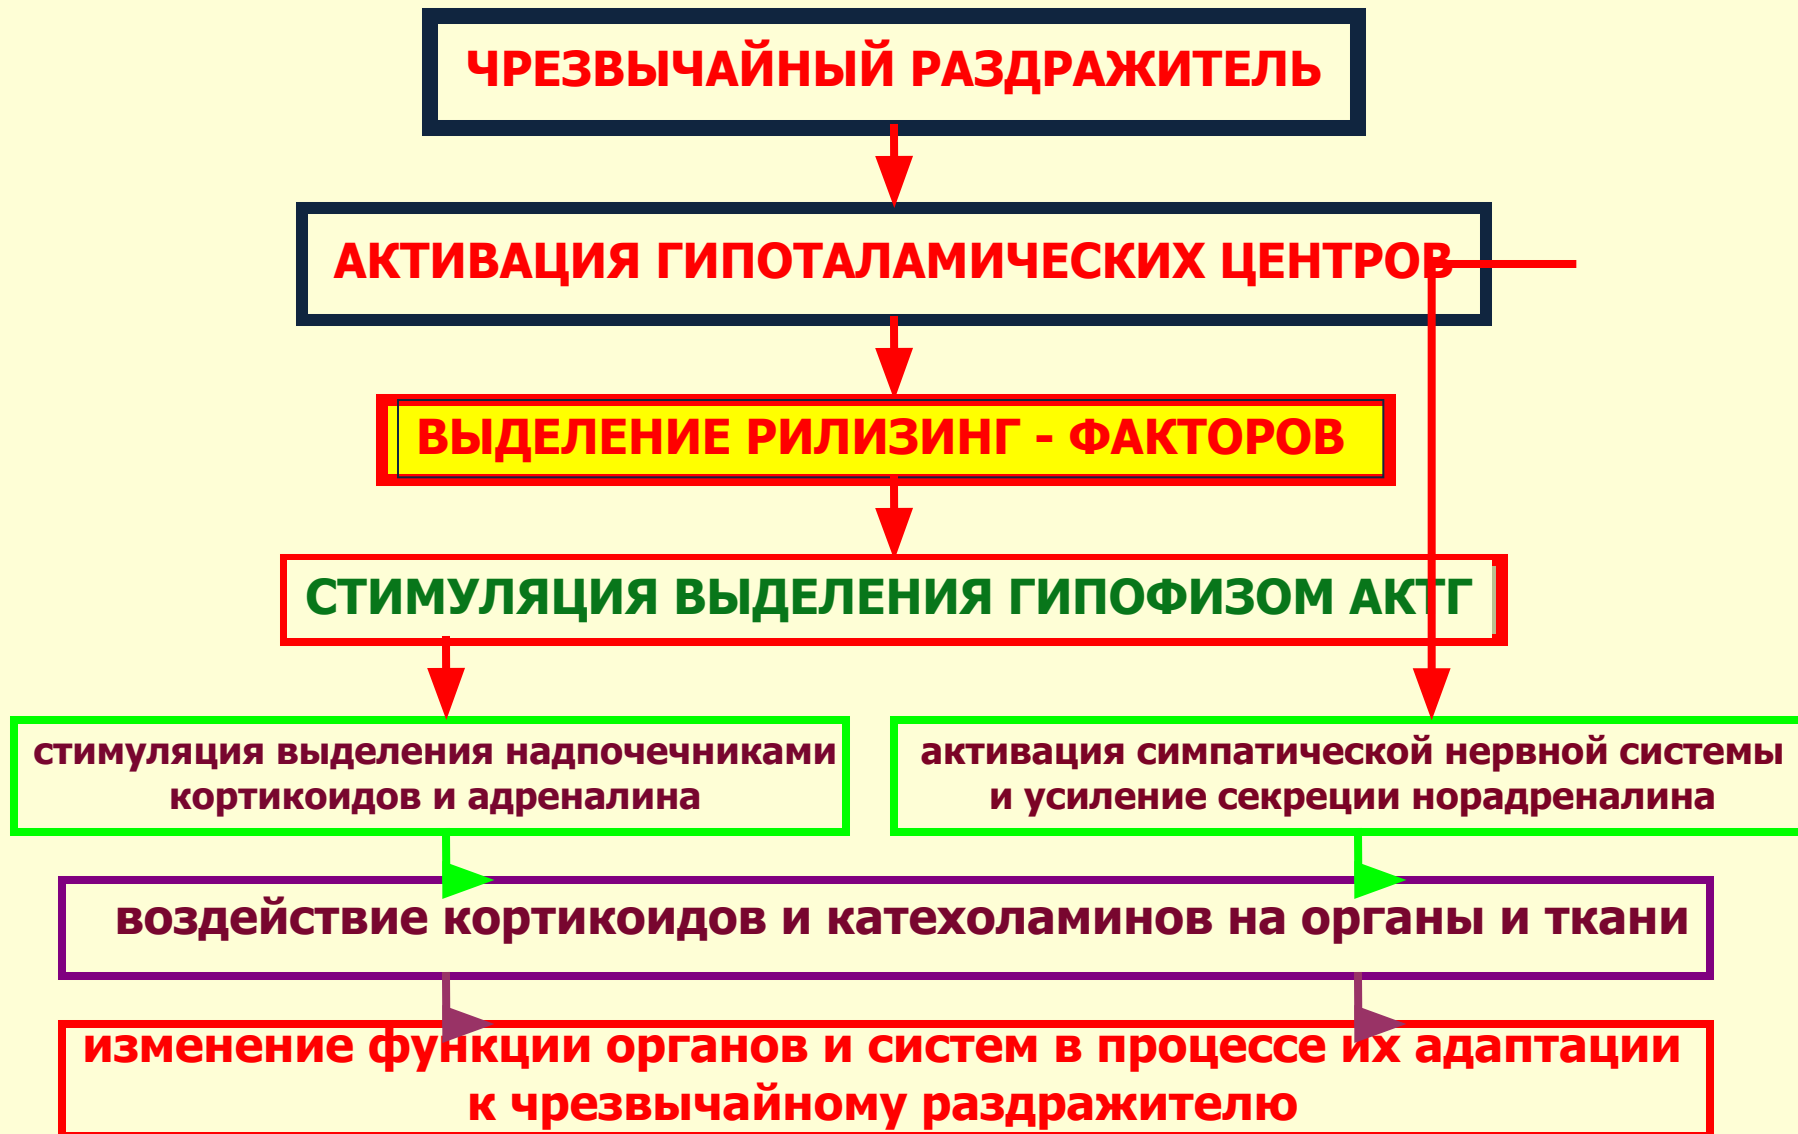 ЧРЕЗВЫЧАЙНЫЙ РАЗДРАЖИТЕЛЬ
АКТИВАЦИЯ ГИПОТАЛАМИЧЕСКИХ ЦЕНТРОВ
ВЫДЕЛЕНИЕ РИЛИЗИНГ - ФАКТОРОВ
СТИМУЛЯЦИЯ ВЫДЕЛЕНИЯ ГИПОФИЗОМ АКТГ
стимуляция выделения надпочечниками
кортикоидов и адреналина
активация симпатической нервной системы
и усиление секреции норадреналина
воздействие кортикоидов и катехоламинов на органы и ткани
изменение функции органов и систем в процессе их адаптации
к чрезвычайному раздражителю